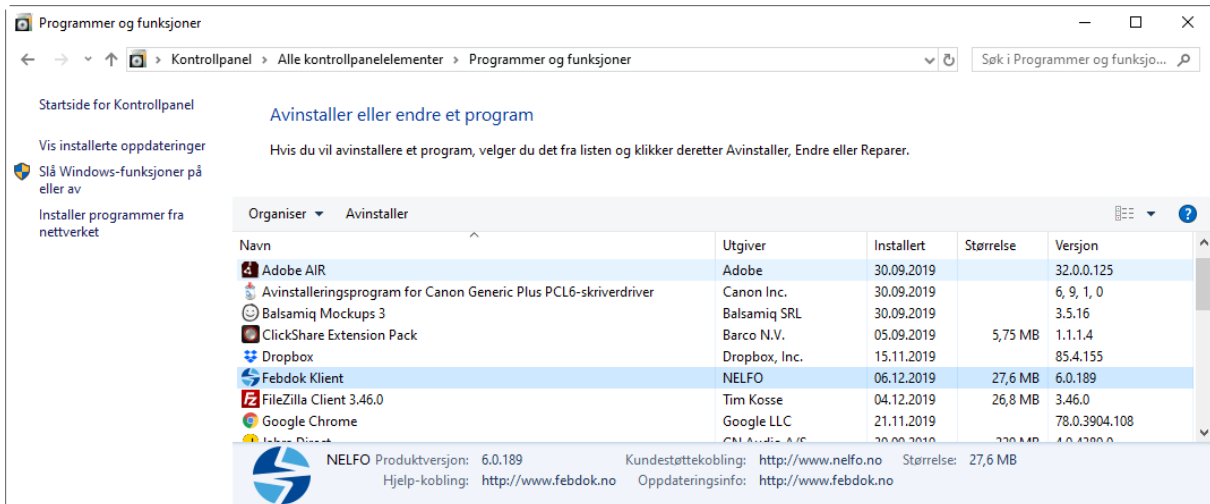 Programmer og funksjoner
Kontrollpanel > Alle kontrollpanelelementer > Programmer og funksjoner
Søk i Programmer og funksjo...
Startside for Kontrollpanel
Vis installerte oppdateringer
Slå Windows-funksjoner på
eller av
Installer programmer fra
nettverket
Avinstaller eller endre et program
Hvis du vil avinstallere et program, velger du det fra listen og klikker deretter Avinstaller, Endre eller Reparer.
Organiser Avinstaller
Navn Utgiver Installert Størrelse Versjon
Adobe AIR Adobe 30.09.2019 32.0.0.125
Avinstalleringsprogram for Canon Generic Plus PCL6-skriverdriver Canon Inc. 30.09.2019 6, 9, 1, 0
Balsamiq Mockups 3 Balsamiq SRL 30.09.2019 3.5.16
ClickShare Extension Pack Barco N.V. 05.09.2019 5,75 MB 1.1.1.4
Dropbox Dropbox, Inc. 15.11.2019 85.4.155
Febdok Klient NELFO 06.12.2019 27,6 MB 6.0.189
FileZilla Client 3.46.0 Tim Kosse 04.12.2019 26,8 MB 3.46.0
Google Chrome Google LLC 21.11.2019 78.0.3904.108
NELFO Produktversjon: 6.0.189 Kundestøttekobling: http://www.nelfo.no Størrelse: 27,6 MB
Hjelp-kobling: http://www.febdok.no Oppdateringsinfo: http://www.febdok.no